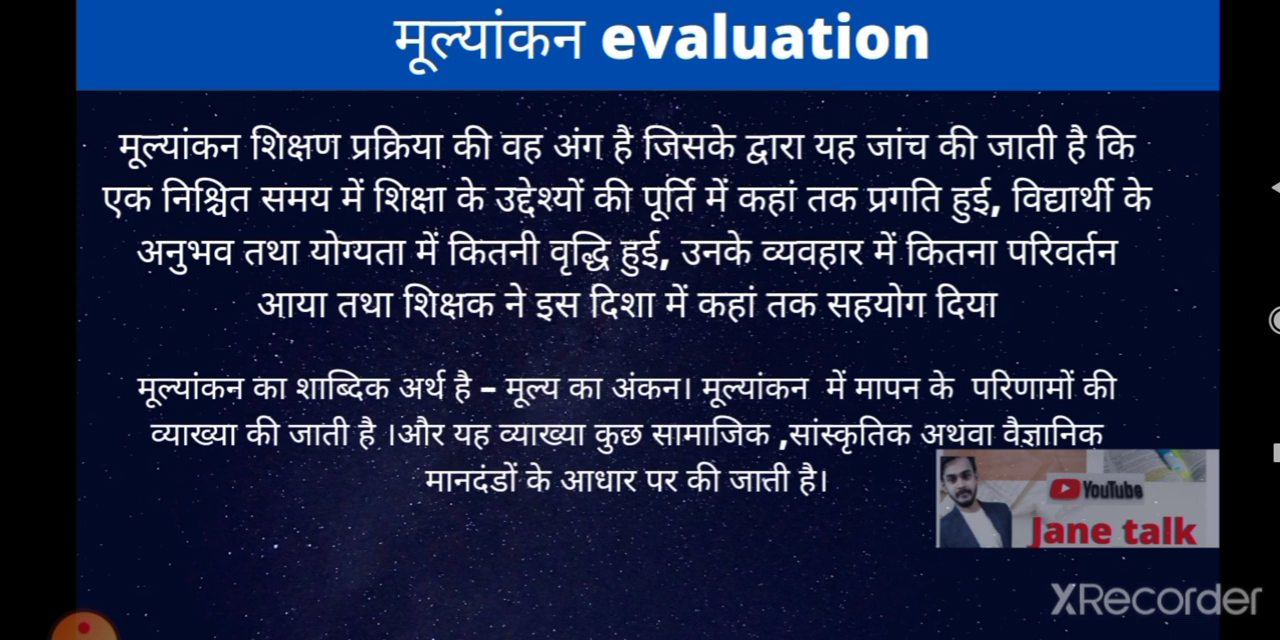 मूल्यांकन evaluation
मूल्यांकन शिक्षण प्रक्रिया की वह अंग है जिसके द्वारा यह जांच की जाती है कि
एक निश्चित समय में शिक्षा के उद्देश्यों की पूर्ति में कहां तक प्रगति हुई, विद्यार्थी के
अनुभव तथा योग्यता में कितनी वृद्धि हुई, उनके व्यवहार में कितना परिवर्तन
आया तथा शिक्षक ने इस दिशा में कहां तक सहयोग दिया
मूल्यांकन का शाब्दिक अर्थ है – मूल्य का अंकन। मूल्यांकन में मापन के परिणामों की
व्याख्या की जाती है ।और यह व्याख्या कुछ सामाजिक ,सांस्कृतिक अथवा वैज्ञानिक
मानदंडों के आधार पर की जाती है।
YouTube
Jane talk
XRecorder